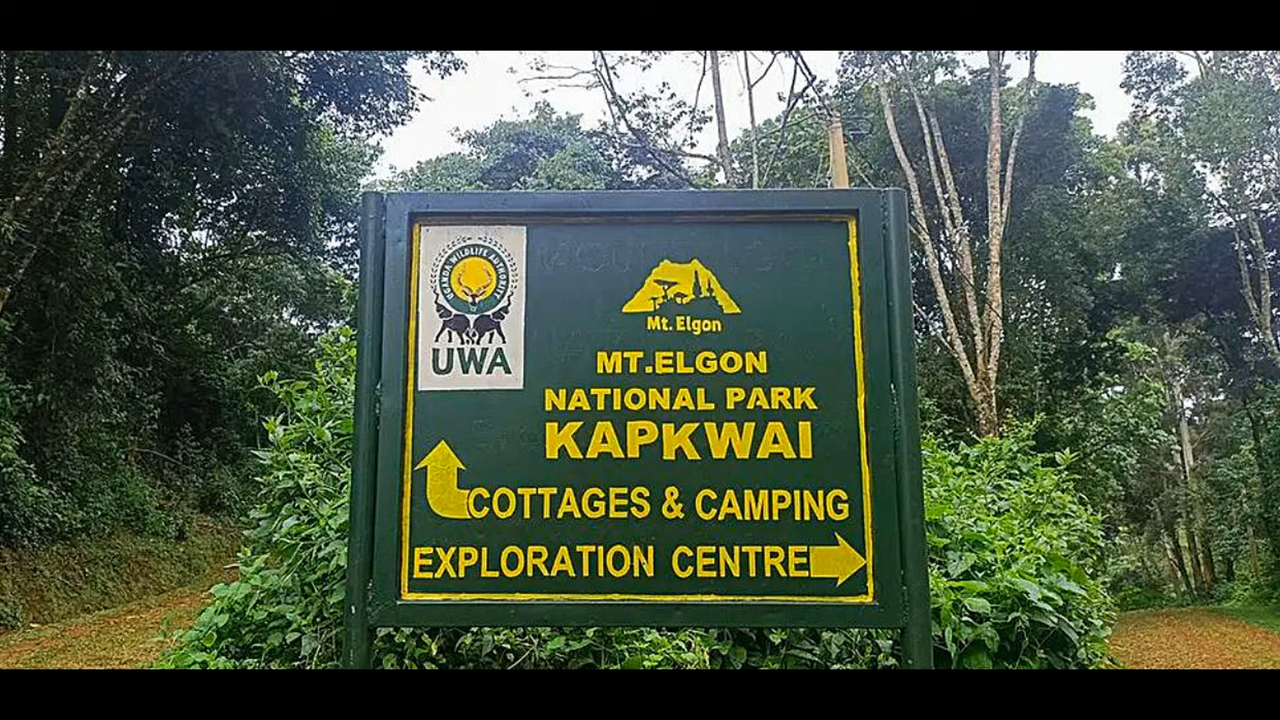 UGANDA WILDLIFE AUTHORITY
UWA
Mt. Elgon
MT.ELGON
NATIONAL PARK
KAPKWAI
COTTAGES & CAMPING
EXPLORATION CENTRE